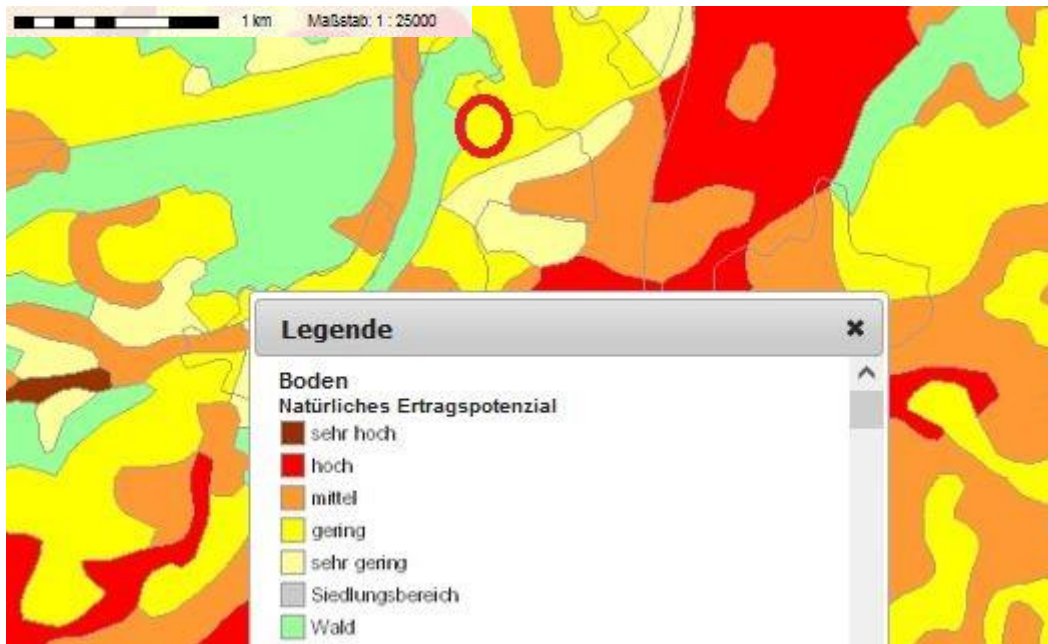 1 km Maßstab: 1 : 25000
Legende
Boden
Natürliches Ertragspotenzial
sehr hoch
hoch
mittel
gering
sehr gering
Siedlungsbereich
Wald